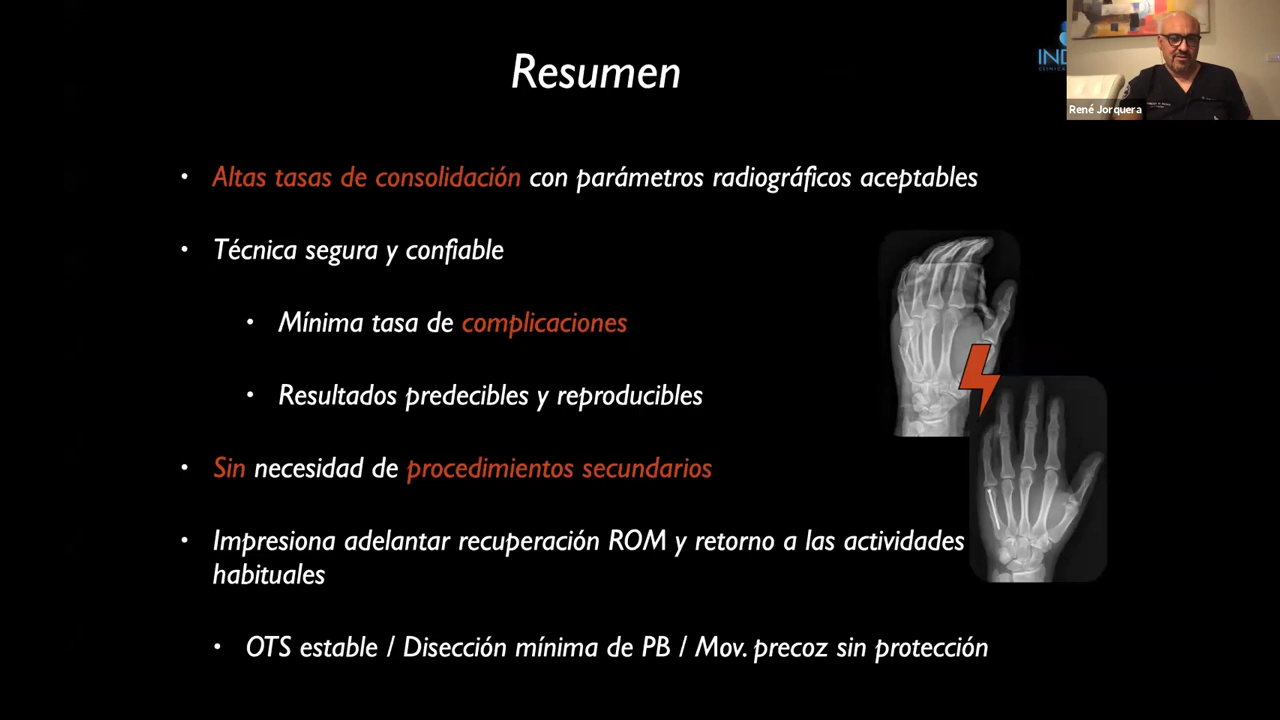 Resumen
IND
René Jorquera
• Altas tasas de consolidación con parámetros radiográficos aceptables
• Técnica segura y confiable
• Mínima tasa de complicaciones
• Resultados predecibles y reproducibles
• Sin necesidad de procedimientos secundarios
• Impresiona adelantar recuperación ROM y retorno a las actividades
habituales
• OTS estable / Disección mínima de PB / Mov. precoz sin protección